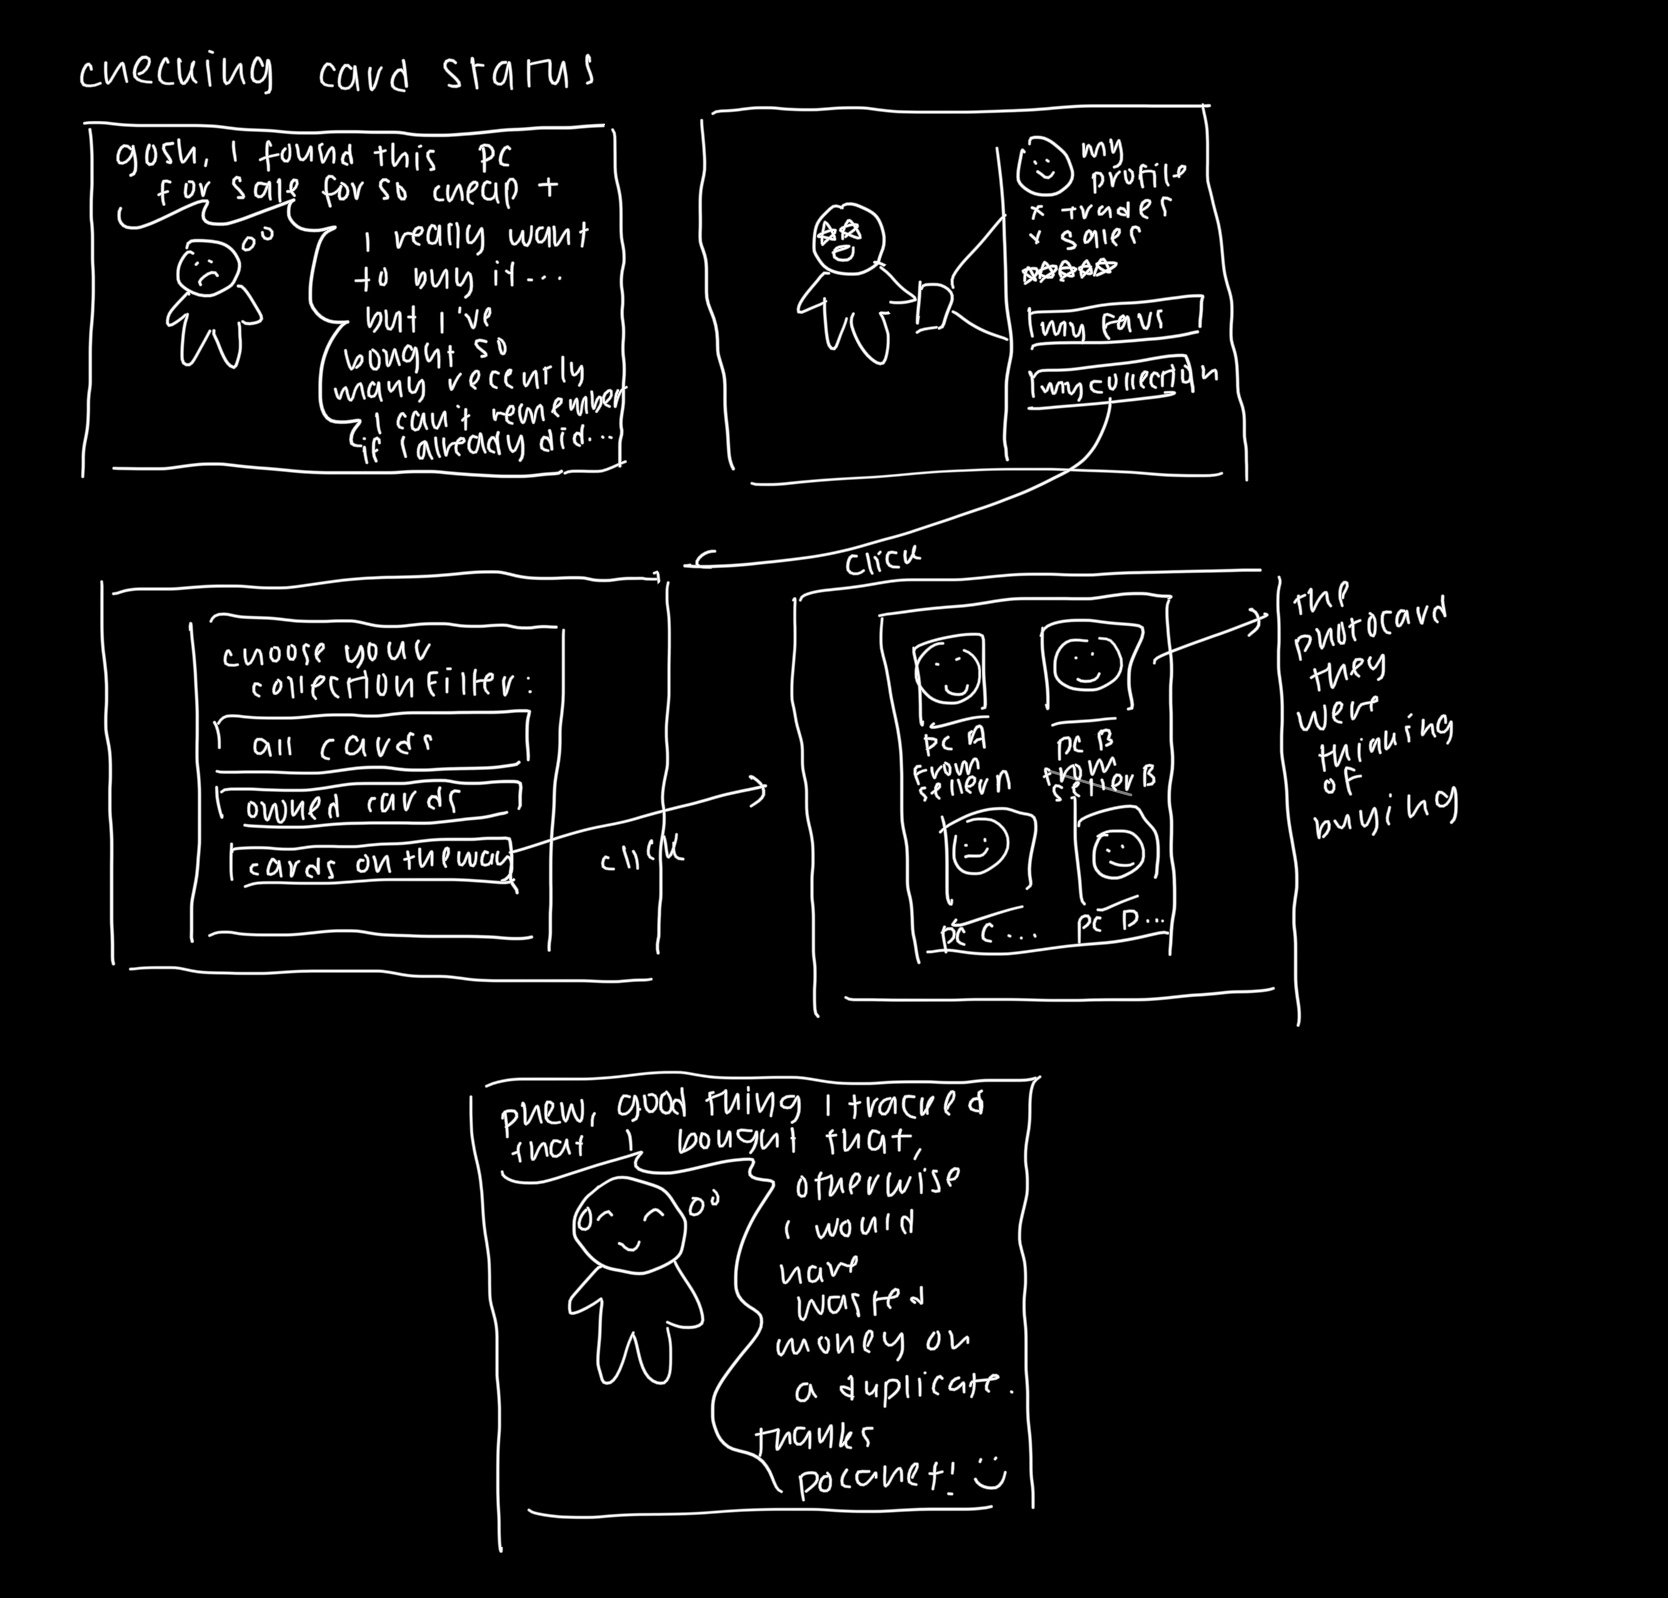 checking card status
gosh, I found this pc
for sale for so cheap +
I really want
to buy it...
but I've
bought so
many recently
I can't remember
if I already did...
my
profile
x trades
x sales
my favs
my collection
click
choose your
collection filter:
all cards
owned cards
cards on the way
click
pc A
from
seller A
pc B
from
seller B
pc C ...
pc D...
the
photocard
they
were
thinking
of
buying
phew, good thing I tracked
that I bought that,
otherwise
I would
have
wasted
money on
a duplicate.
thanks
pocanet! :)